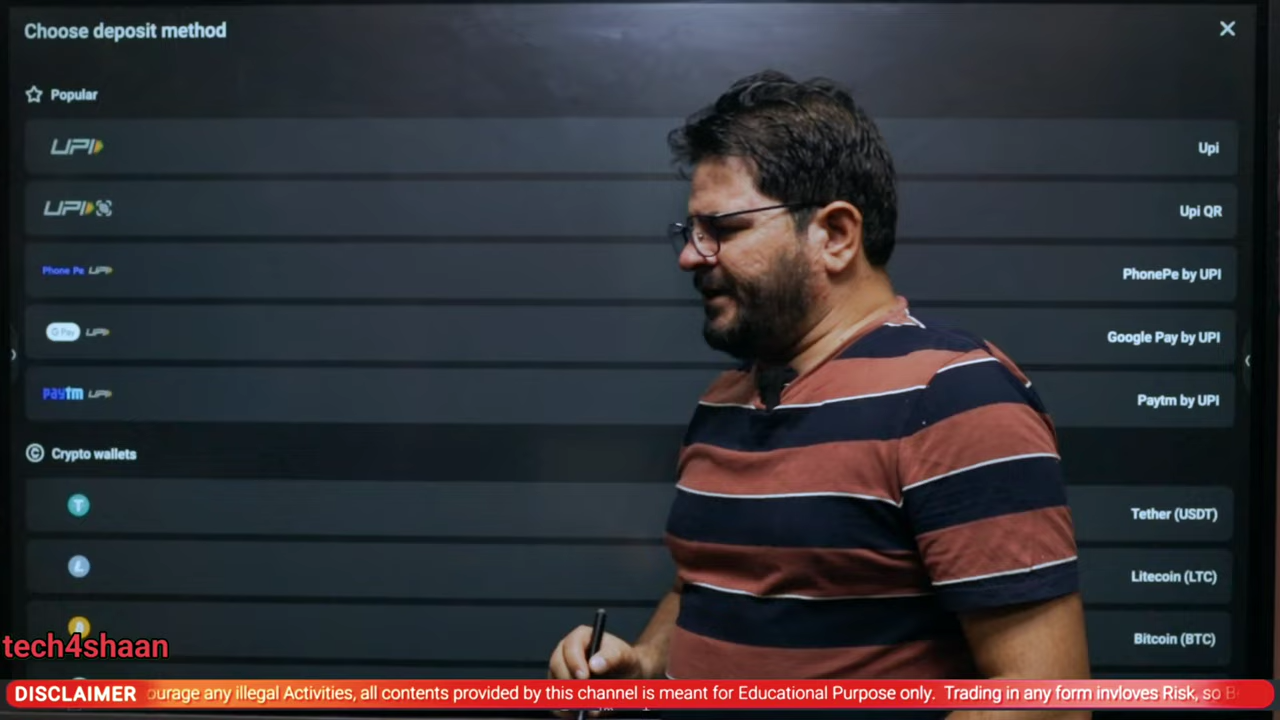 Choose deposit method
Popular
UPI Upi
UPI Upi QR
Phone Pe UPI PhonePe by UPI
G Pay UPI Google Pay by UPI
paytm UPI Paytm by UPI
Crypto wallets
T Tether (USDT)
Ł Litecoin (LTC)
Bitcoin (BTC)
tech4shaan
DISCLAIMER ourage any illegal Activities, all contents provided by this channel is meant for Educational Purpose only. Trading in any form invloves Risk, so B